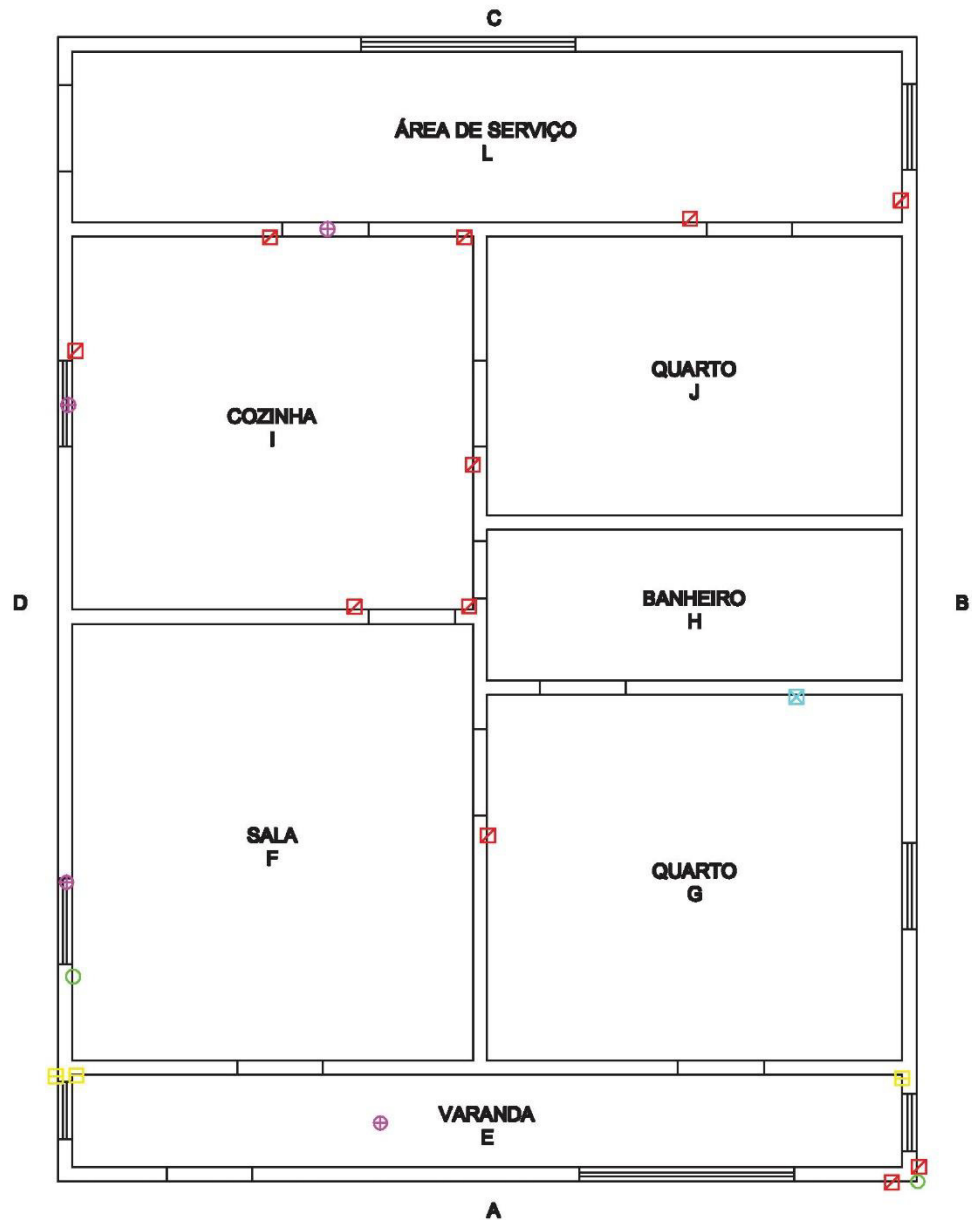 C
ÁREA DE SERVIÇO
L
QUARTO
J
COZINHA
I
D
BANHEIRO
H
B
SALA
F
QUARTO
G
VARANDA
E
A